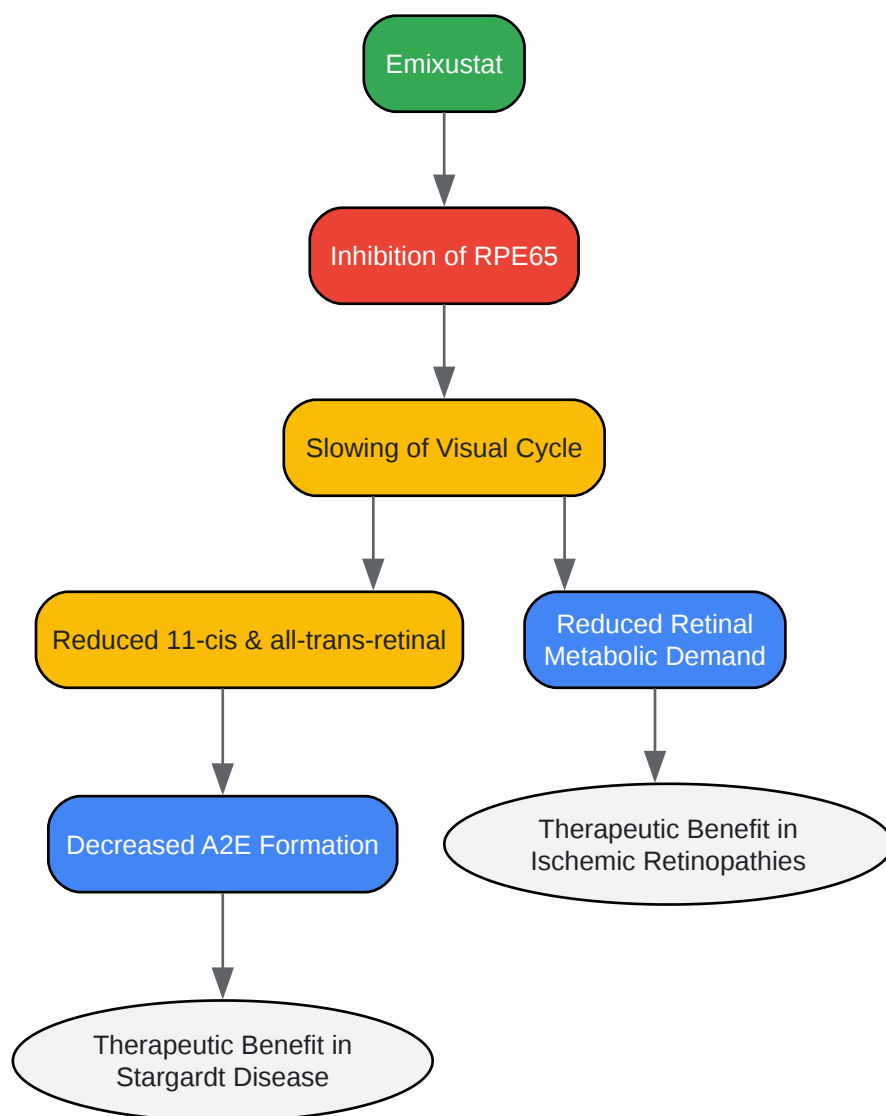 Emixustat
Inhibition of RPE65
Slowing of Visual Cycle
Reduced 11-cis & all-trans-retinal
Reduced Retinal
Metabolic Demand
Decreased A2E Formation
Therapeutic Benefit in
Ischemic Retinopathies
Therapeutic Benefit in
Stargardt Disease